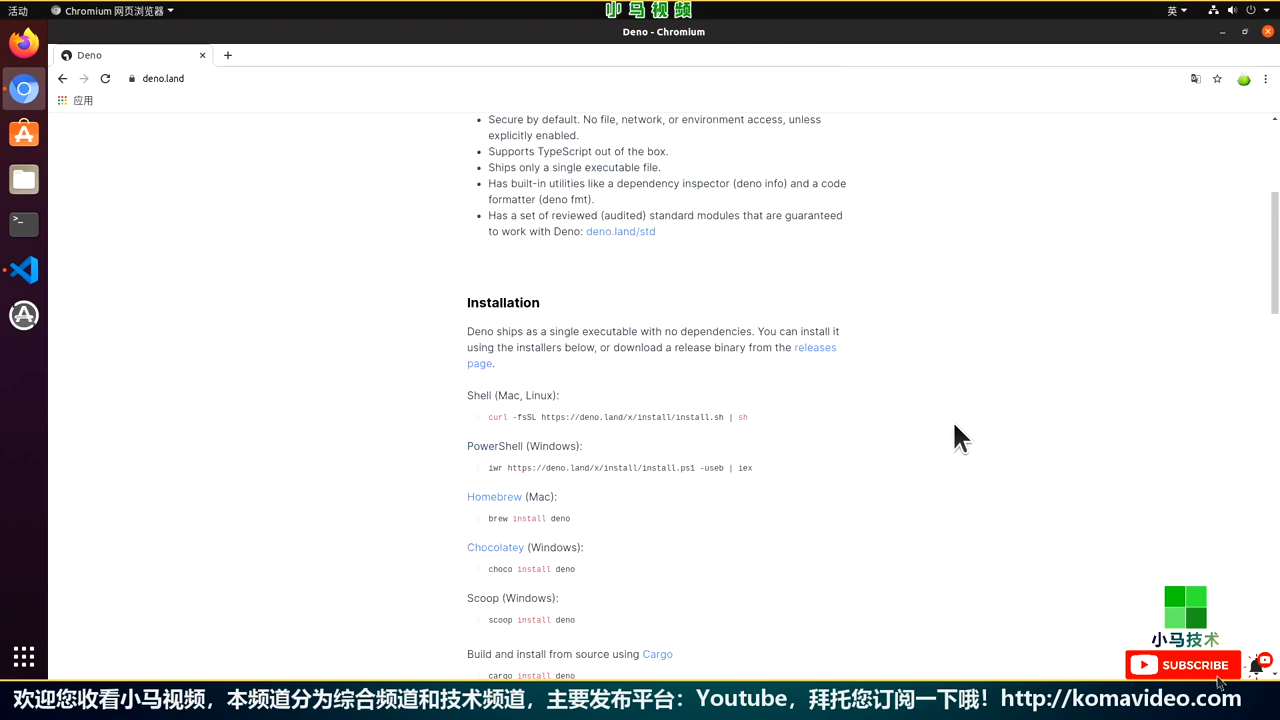 小马视频
活动 Chromium 网页浏览器 英
Deno - Chromium
Deno
deno.land
应用
Secure by default. No file, network, or environment access, unless
explicitly enabled.
Supports TypeScript out of the box.
Ships only a single executable file.
Has built-in utilities like a dependency inspector (deno info) and a code
formatter (deno fmt).
Has a set of reviewed (audited) standard modules that are guaranteed
to work with Deno: deno.land/std
Installation
Deno ships as a single executable with no dependencies. You can install it
using the installers below, or download a release binary from the releases
page.
Shell (Mac, Linux):
curl -fsSL https://deno.land/x/install/install.sh | sh
PowerShell (Windows):
iwr https://deno.land/x/install/install.ps1 -useb | iex
Homebrew (Mac):
brew install deno
Chocolatey (Windows):
choco install deno
Scoop (Windows):
scoop install deno
Build and install from source using Cargo
cargo install deno
小马技术
SUBSCRIBE
欢迎您收看小马视频，本频道分为综合频道和技术频道，主要发布平台：Youtube，拜托您订阅一下哦！http://komavideo.com